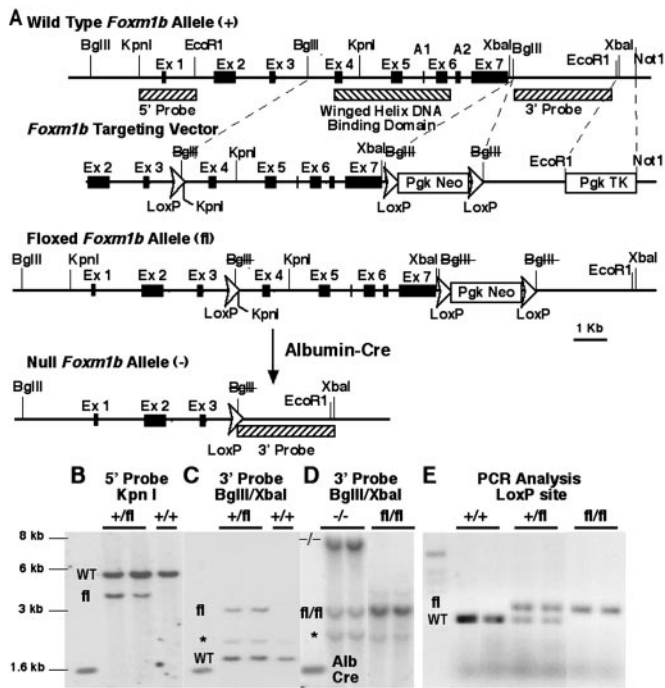 A Wild Type Foxm1b Allele (+)
BglII KpnI EcoR1 BglII KpnI A1 A2 XbaI BglII EcoR1 XbaI Not1
Ex 1 Ex 2 Ex 3 Ex 4 Ex 5 Ex 6 Ex 7
5' Probe Winged Helix DNA Binding Domain 3' Probe
Foxm1b Targeting Vector
BglII KpnI XbaI BglII BglII EcoR1 Not1
Ex 2 Ex 3 Ex 4 Ex 5 Ex 6 Ex 7 Pgk Neo Pgk TK
LoxP KpnI LoxP LoxP
Floxed Foxm1b Allele (fl)
BglII KpnI BglII KpnI XbaI BglII BglII EcoR1 XbaI
Ex 1 Ex 2 Ex 3 Ex 4 Ex 5 Ex 6 Ex 7 Pgk Neo
LoxP KpnI LoxP LoxP
1 Kb
Albumin-Cre
Null Foxm1b Allele (-)
BglII BglII EcoR1 XbaI
Ex 1 Ex 2 Ex 3
LoxP 3' Probe
B 5' Probe
Kpn I
+/fl +/+
8 kb
6 kb
3 kb
1.6 kb
WT
fl
C 3' Probe
BglII/XbaI
+/fl +/+
fl
*
WT
D 3' Probe
BglII/XbaI
-/- fl/fl
-/-
fl/fl
*
Alb
Cre
E PCR Analysis
LoxP site
+/+ +/fl fl/fl
fl
WT